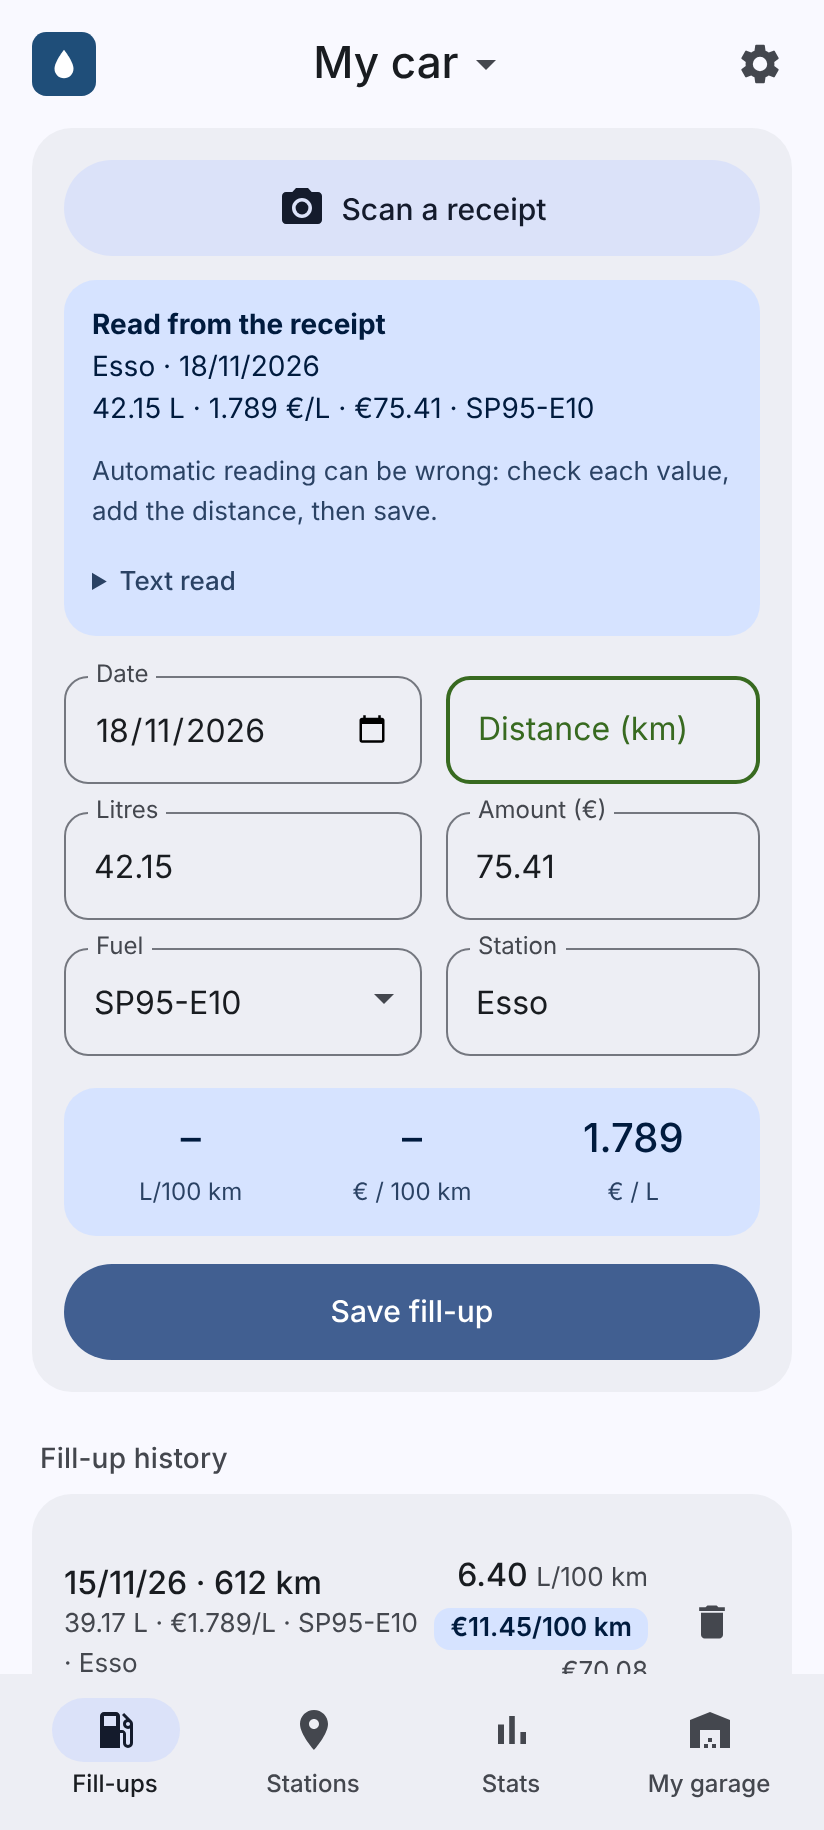 My car
Scan a receipt
Read from the receipt
Esso · 18/11/2026
42.15 L · 1.789 €/L · €75.41 · SP95-E10
Automatic reading can be wrong: check each value,
add the distance, then save.
Text read
Date
18/11/2026
Distance (km)
Litres
42.15
Amount (€)
75.41
Fuel
SP95-E10
Station
Esso
–
L/100 km
–
€ / 100 km
1.789
€ / L
Save fill-up
Fill-up history
15/11/26 · 612 km
39.17 L · €1.789/L · SP95-E10
· Esso
6.40 L/100 km
€11.45/100 km
€70.08
Fill-ups
Stations
Stats
My garage